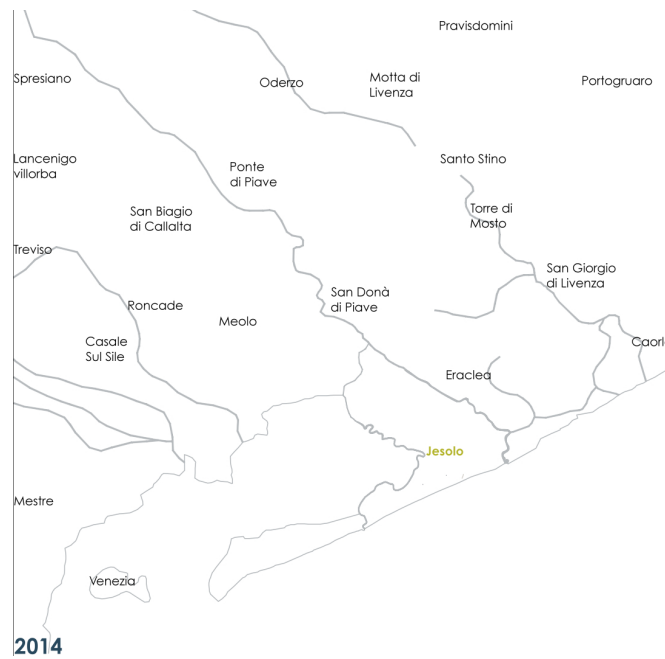 Pravisdomini
Spresiano
Oderzo
Motta di
Livenza
Portogruaro
Lancenigo
villorba
Ponte
di Piave
Santo Stino
San Biagio
di Callalta
Torre di
Mosto
Treviso
San Giorgio
di Livenza
Roncade
San Donà
di Piave
Meolo
Casale
Sul Sile
Caorl
Eraclea
Jesolo
Mestre
Venezia
2014